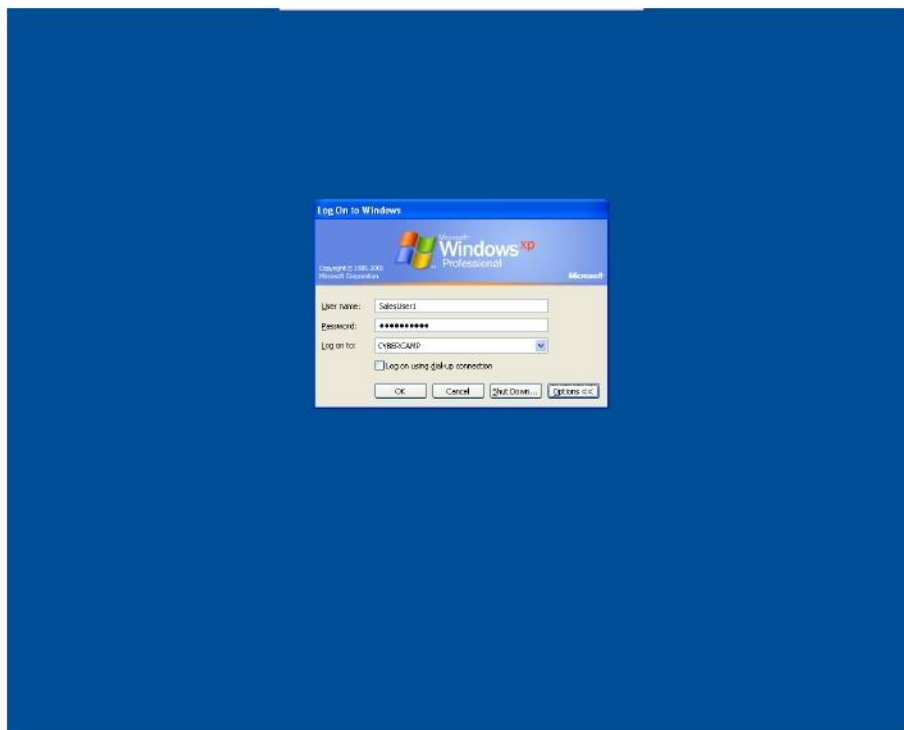 Log On to Windows
Microsoft
Windows xp
Professional
Copyright © 1985-2001
Microsoft Corporation
Microsoft
User name: SalesUser1
Password: ●●●●●●●●●●
Log on to: CYBERCAMP
Log on using dial-up connection
OK Cancel Shut Down... Options <<